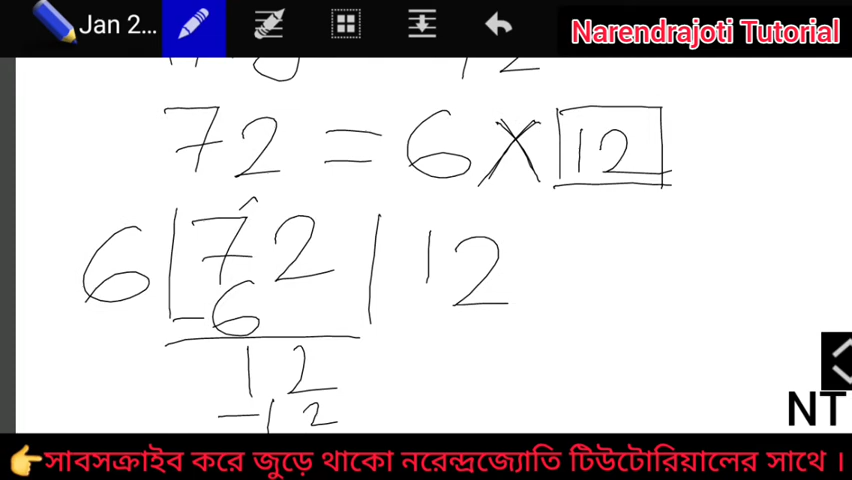 Jan 2...
Narendrajoti Tutorial
12
72 = 6 × 12
6|72|12
-6
12
-12
NT
👉সাবসক্রাইব করে জুড়ে থাকো নরেন্দ্রজ্যোতি টিউটোরিয়ালের সাথে ।